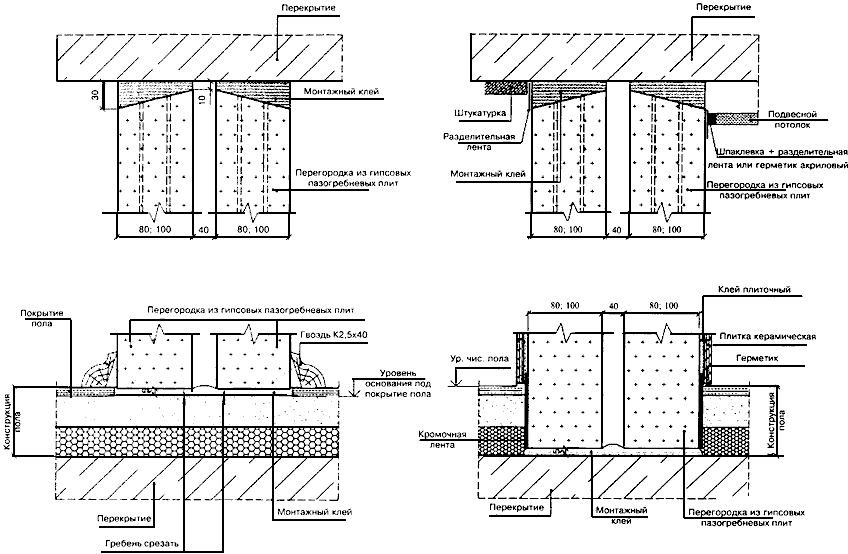 Перекрытие
30
10
Монтажный клей
Перегородка из гипсовых
пазогребневых плит
80; 100
40
80; 100
Перекрытие
Штукатурка
Разделительная
лента
Монтажный клей
Подвесной
потолок
Шпаклевка + разделительная
лента или герметик акриловый
Перегородка из гипсовых
пазогребневых плит
80; 100
40
80; 100
Покрытие
пола
Перегородка из гипсовых пазогребневых плит
Гвоздь К2,5х40
Уровень
основания под
покрытие пола
Конструкция
пола
Перекрытие
Монтажный клей
Гребень срезать
80; 100
40
80; 100
Клей плиточный
Плитка керамическая
Герметик
Ур. чис. пола
Кромочная
лента
Конструкция
пола
Перекрытие
Монтажный
клей
Перегородка из гипсовых
пазогребневых плит